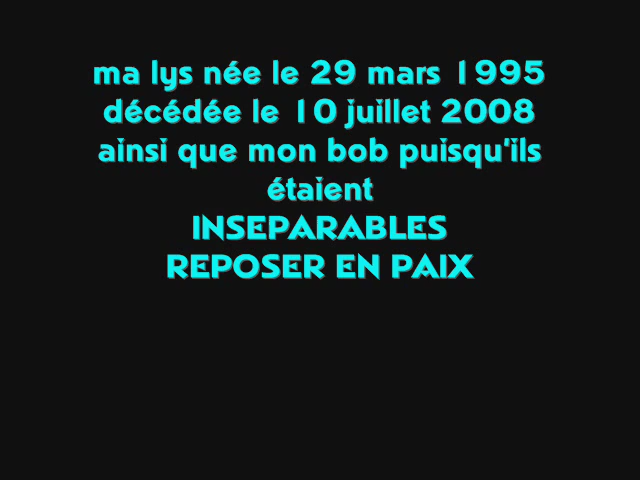 ma lys née le 29 mars 1995
décédée le 10 juillet 2008
ainsi que mon bob puisqu'ils
étaient
INSEPARABLES
REPOSER EN PAIX